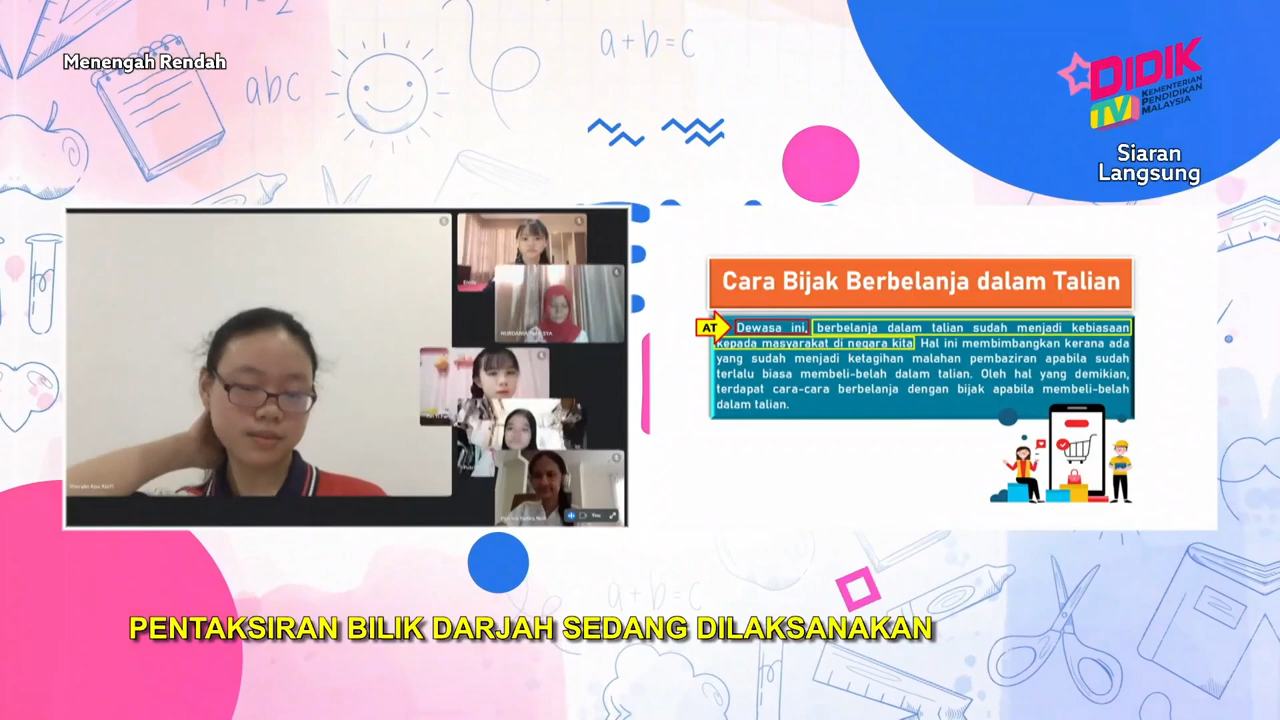 Menengah Rendah
abc
a+b=c
DIDIK
TV
KEMENTERIAN
PENDIDIKAN
MALAYSIA
Siaran
Langsung
Cara Bijak Berbelanja dalam Talian
AT
Dewasa ini, berbelanja dalam talian sudah menjadi kebiasaan
kepada masyarakat di negara kita. Hal ini membimbangkan kerana ada
yang sudah menjadi ketagihan malahan pembaziran apabila sudah
terlalu biasa membeli-belah dalam talian. Oleh hal yang demikian,
terdapat cara-cara berbelanja dengan bijak apabila membeli-belah
dalam talian.
You
a+b=c
PENTAKSIRAN BILIK DARJAH SEDANG DILAKSANAKAN